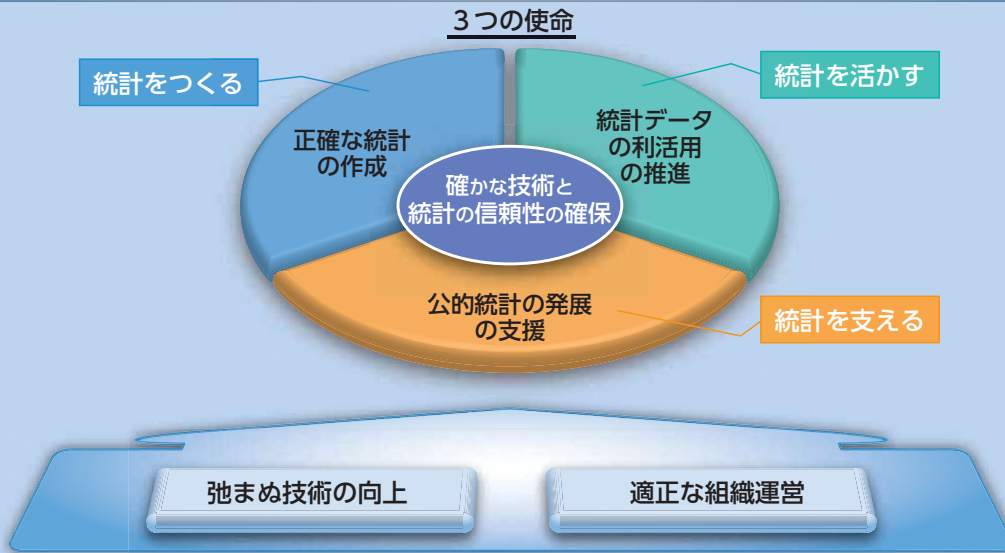 ３つの使命
統計をつくる
統計を活かす
正確な統計
の作成
統計データ
の利活用
の推進
確かな技術と
統計の信頼性の確保
公的統計の発展
の支援
統計を支える
弛まぬ技術の向上
適正な組織運営